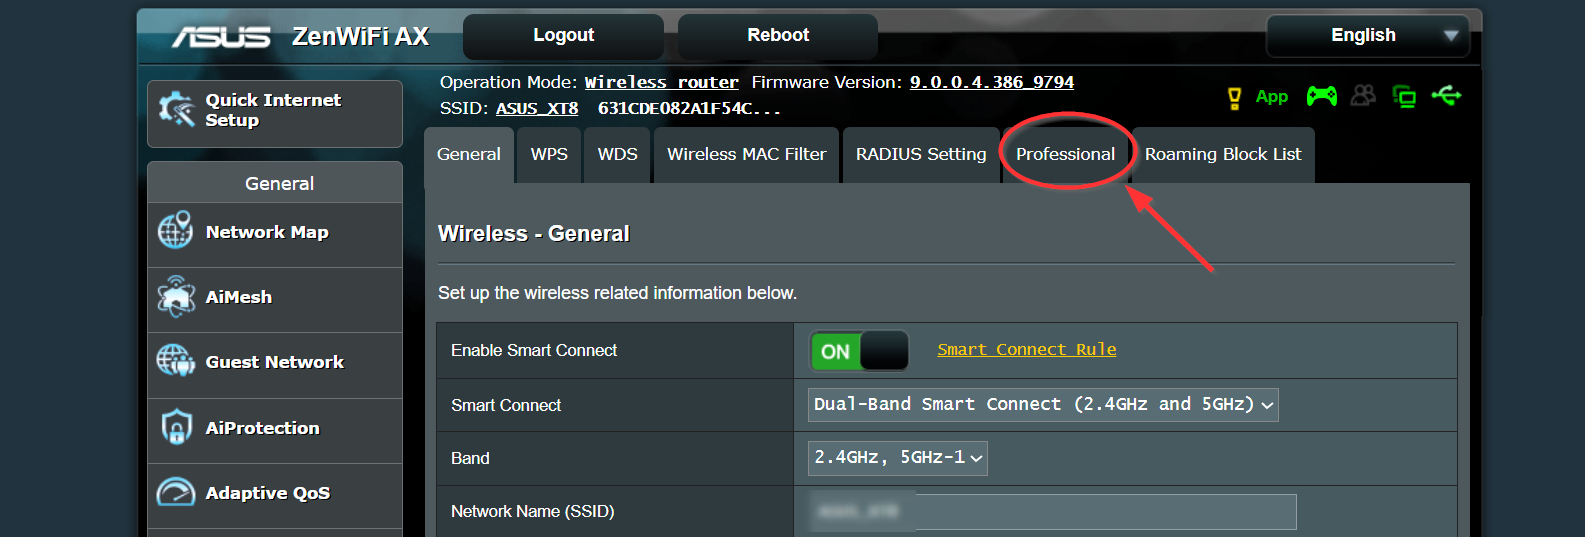 ASUS ZenWiFi AX Logout Reboot English
Operation Mode: Wireless router Firmware Version: 9.0.0.4.386_9794
SSID: ASUS_XT8 631CDE082A1F54C...
App
Quick Internet
Setup
General
Network Map
AiMesh
Guest Network
AiProtection
Adaptive QoS
General WPS WDS Wireless MAC Filter RADIUS Setting Professional Roaming Block List
Wireless - General
Set up the wireless related information below.
Enable Smart Connect ON Smart Connect Rule
Smart Connect Dual-Band Smart Connect (2.4GHz and 5GHz)
Band 2.4GHz, 5GHz-1
Network Name (SSID)